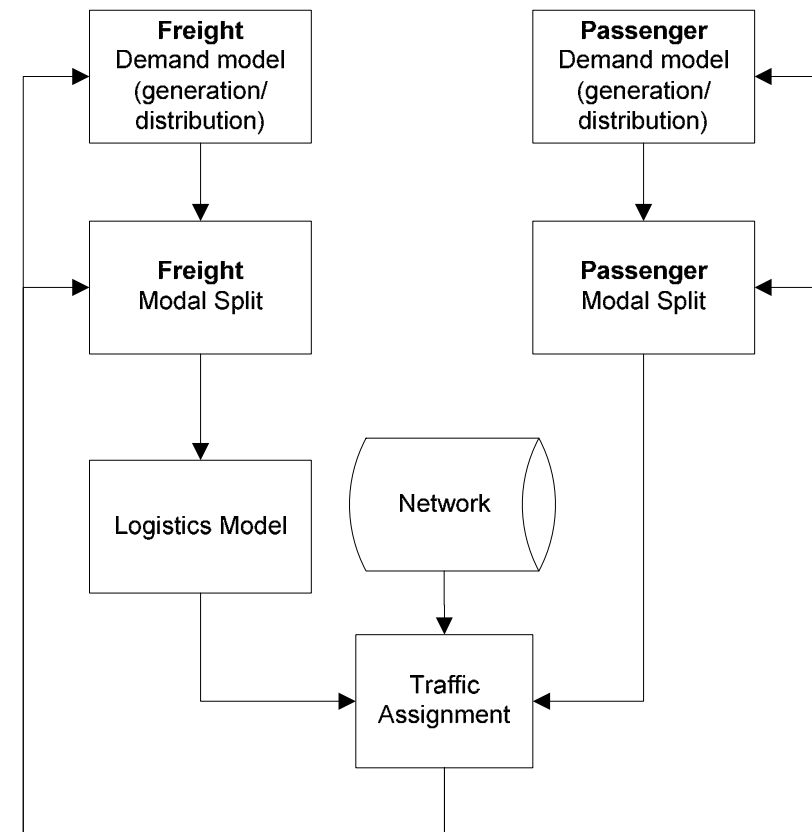 Freight
Demand model
(generation/
distribution)
Passenger
Demand model
(generation/
distribution)
Freight
Modal Split
Passenger
Modal Split
Logistics Model
Network
Traffic
Assignment